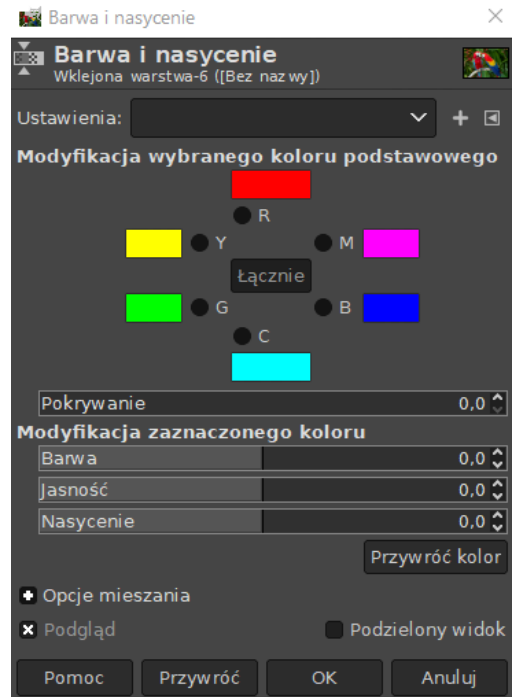 Barwa i nasycenie
Barwa i nasycenie
Wklejona warstwa-6 ([Bez nazwy])
Ustawienia:
Modyfikacja wybranego koloru podstawowego
R
Y M
Łącznie
G B
C
Pokrywanie 0,0
Modyfikacja zaznaczonego koloru
Barwa 0,0
Jasność 0,0
Nasycenie 0,0
Przywróć kolor
Opcje mieszania
Podgląd Podzielony widok
Pomoc Przywróć OK Anuluj